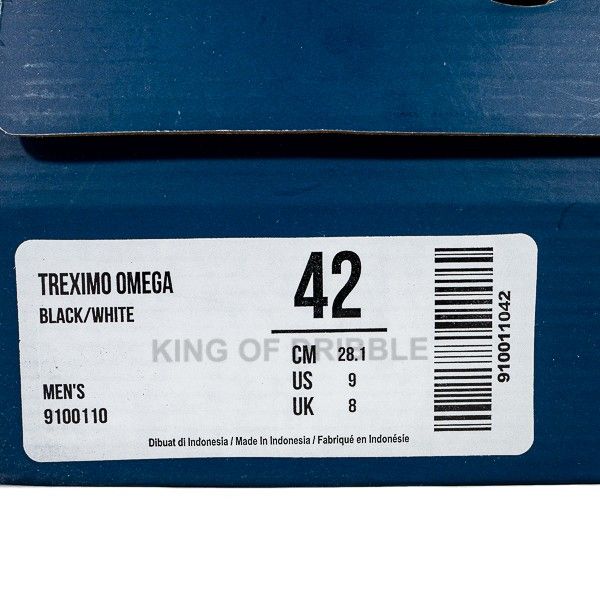 TREXIMO OMEGA
BLACK/WHITE
42
KING OF DRIBBLE
CM 28.1
US 9
UK 8
MEN'S
9100110
910011042
Dibuat di Indonesia / Made In Indonesia / Fabriqué en Indonésie